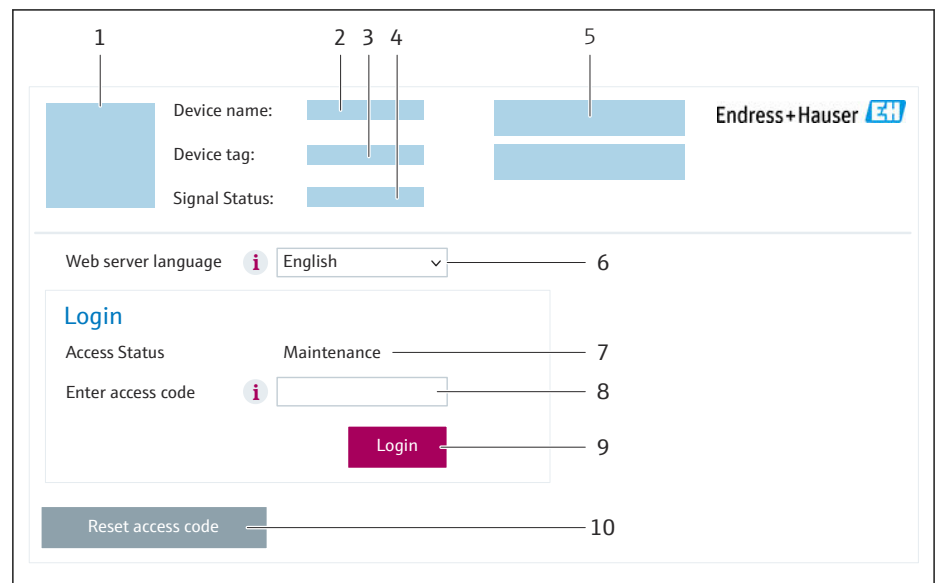 1 2 3 4 5
Device name:
Endress+Hauser EH
Device tag:
Signal Status:
Web server language i English 6
Login
Access Status Maintenance 7
Enter access code i 8
Login 9
Reset access code 10